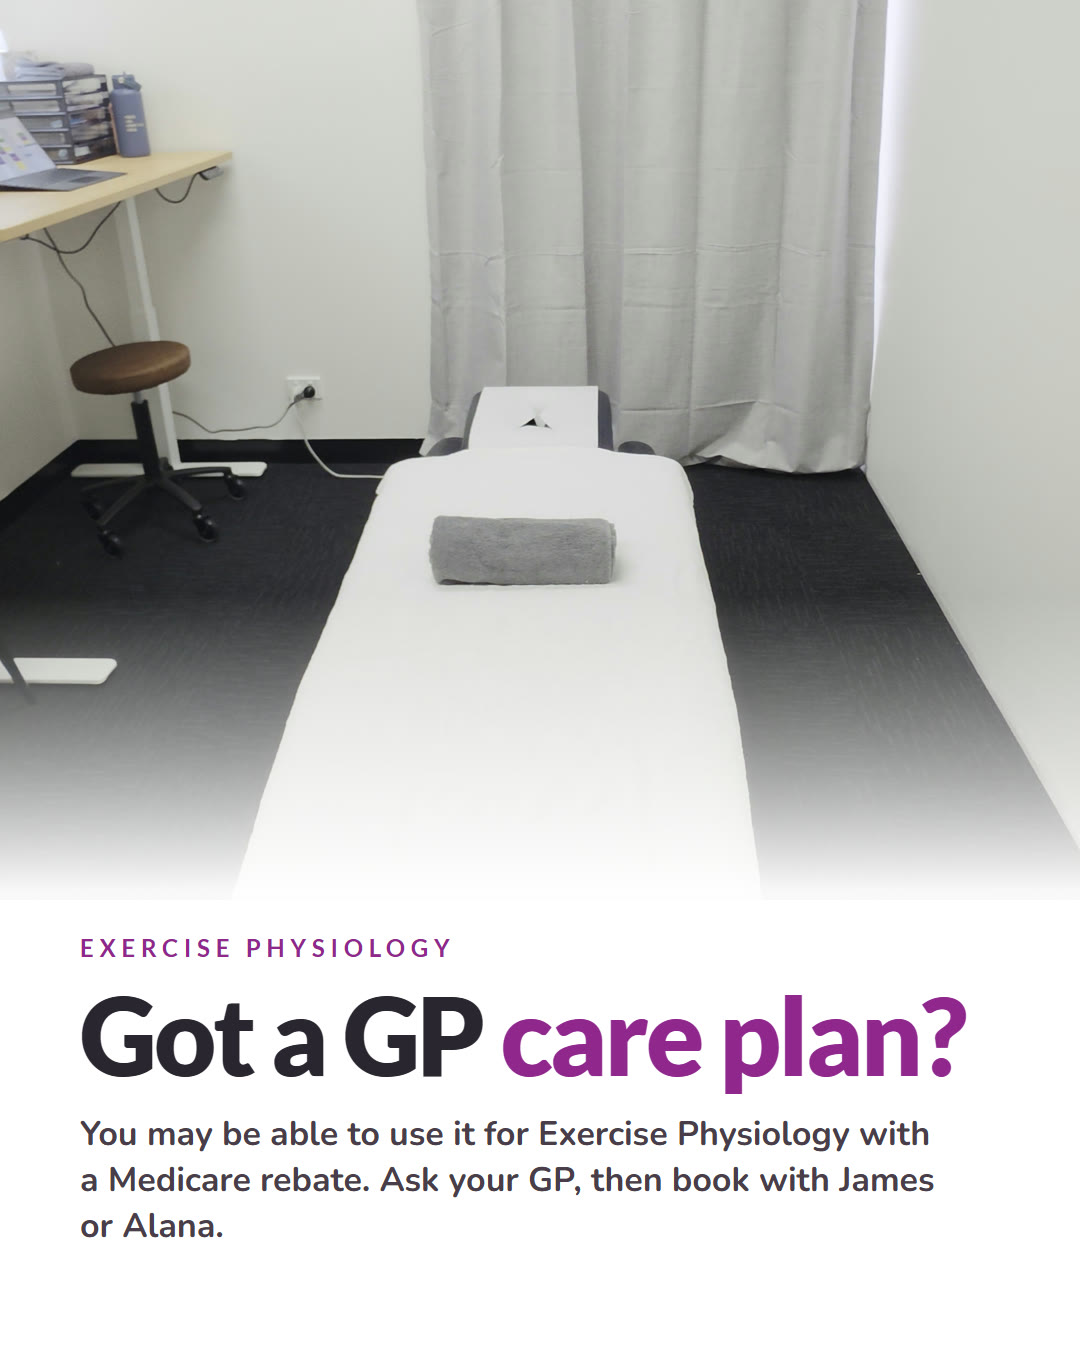 EXERCISE PHYSIOLOGY
Got a GP care plan?
You may be able to use it for Exercise Physiology with
a Medicare rebate. Ask your GP, then book with James
or Alana.